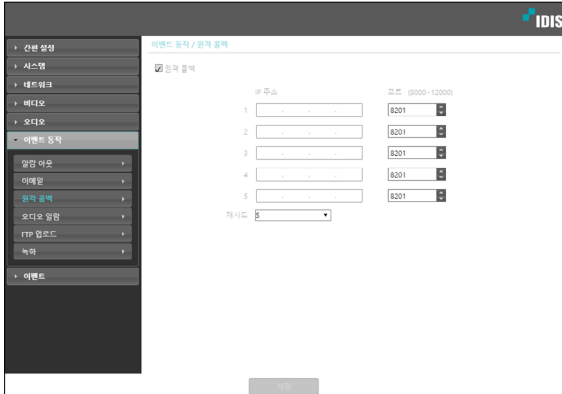 IDIS
간편 설정
시스템
네트워크
비디오
오디오
이벤트 동작
알람 아웃
이메일
원격 콜백
오디오 알람
FTP 업로드
녹화
이벤트
이벤트 동작 / 원격 콜백
원격 콜백
IP 주소 포트 (8000~12000)
1 . . . 8201
2 . . . 8201
3 . . . 8201
4 . . . 8201
5 . . . 8201
재시도 5
저장